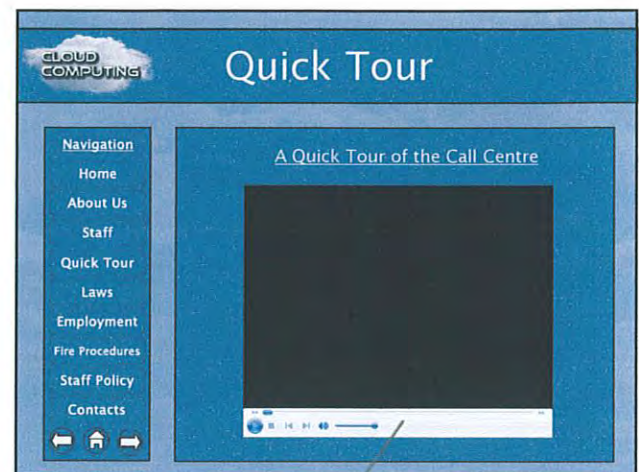 CLOUD
COMPUTING
Quick Tour
Navigation
Home
About Us
Staff
Quick Tour
Laws
Employment
Fire Procedures
Staff Policy
Contacts
A Quick Tour of the Call Centre